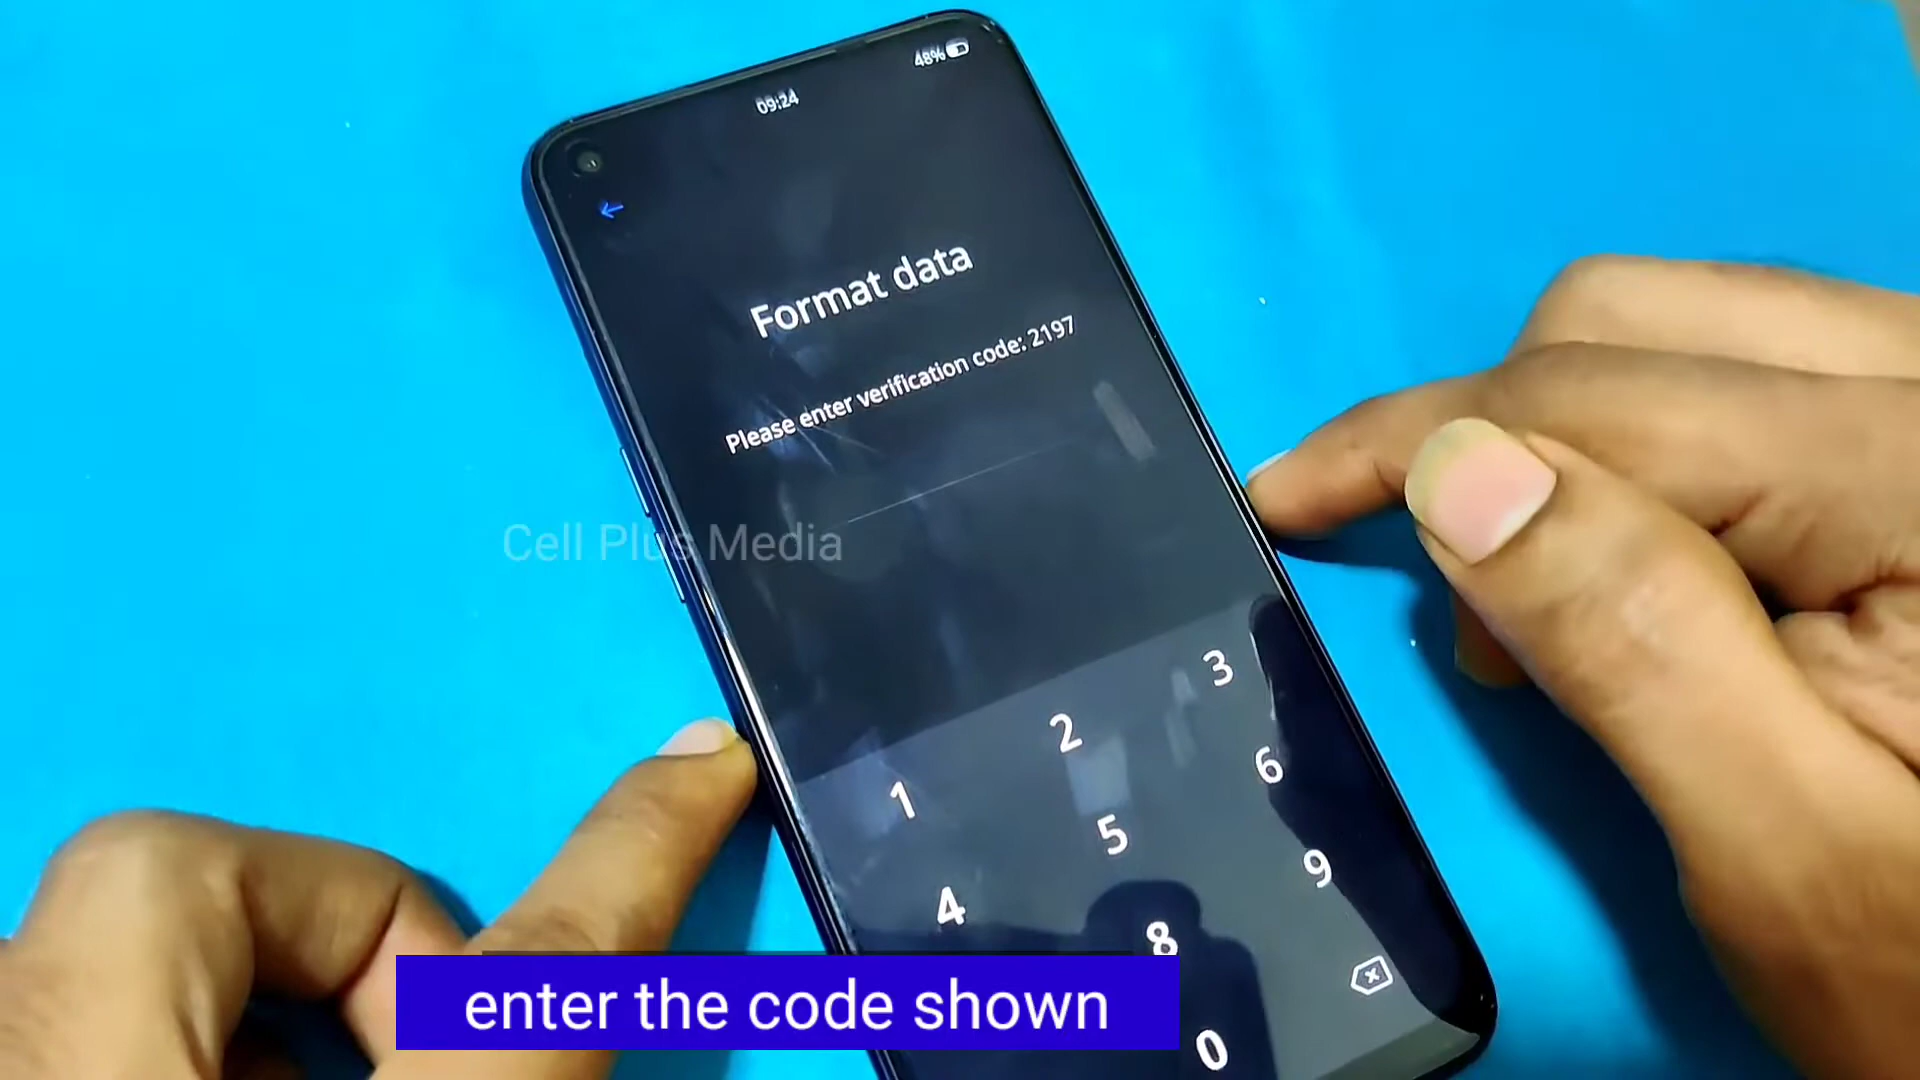 48%
09:24
Format data
Please enter verification code: 2197
Cell Plus Media
1 2 3
4 5 6
8 9
0
enter the code shown